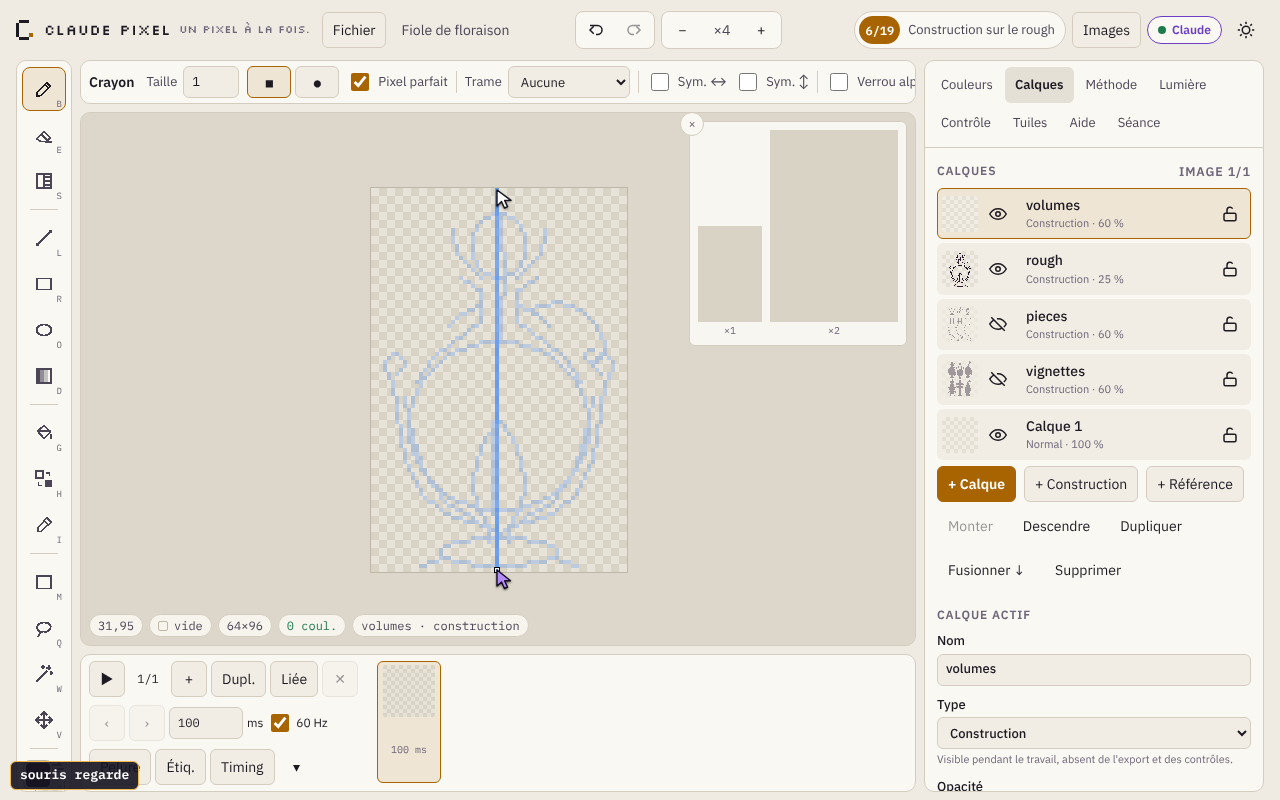 CLAUDE PIXEL UN PIXEL À LA FOIS. Fichier Fiole de floraison − ×4 + 6/19 Construction sur le rough Images Claude
Crayon Taille 1 Pixel parfait Trame Aucune Sym. ↔ Sym. ↕ Verrou alp
B
E
S
L
R
O
D
G
H
I
M
Q
W
V
×
×1 ×2
31,95 vide 64×96 0 coul. volumes · construction
1/1 + Dupl. Liée ×
‹ › 100 ms 60 Hz
Étiq. Timing ▼
100 ms
souris regarde
Couleurs Calques Méthode Lumière
Contrôle Tuiles Aide Séance
CALQUES IMAGE 1/1
volumes
Construction · 60 %
rough
Construction · 25 %
pieces
Construction · 60 %
vignettes
Construction · 60 %
Calque 1
Normal · 100 %
+ Calque + Construction + Référence
Monter Descendre Dupliquer
Fusionner ↓ Supprimer
CALQUE ACTIF
Nom
volumes
Type
Construction
Visible pendant le travail, absent de l'export et des contrôles.
Opacité